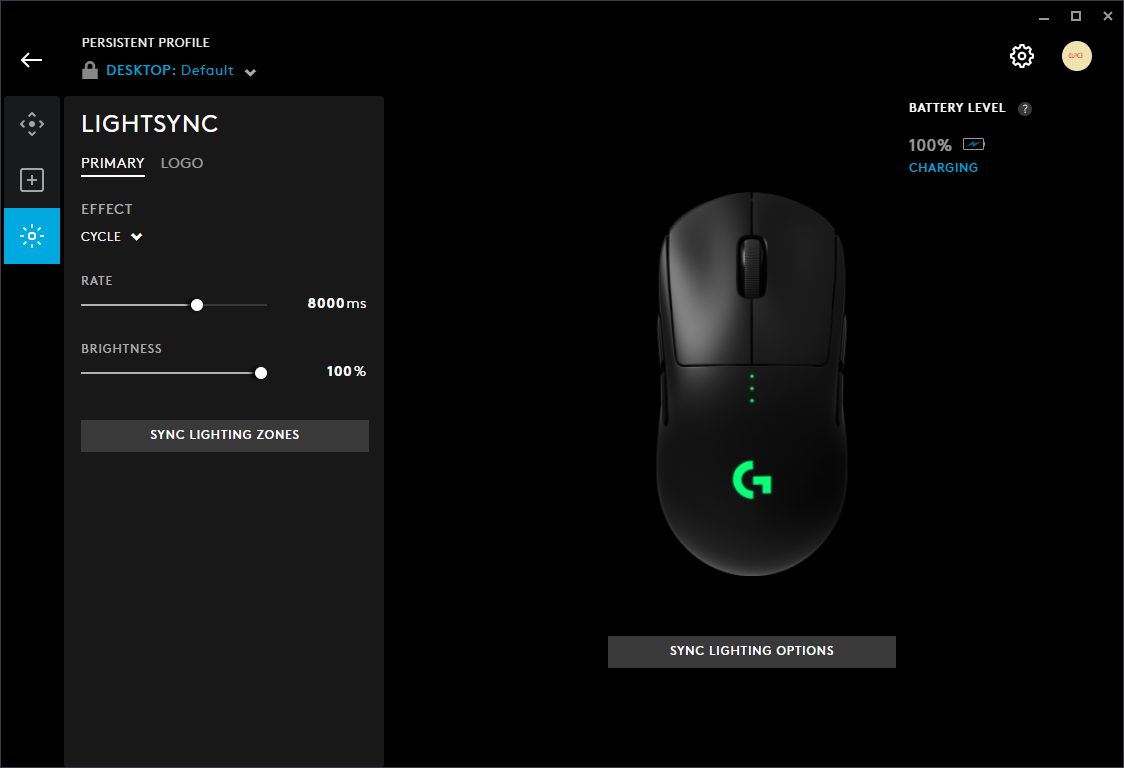 PERSISTENT PROFILE
DESKTOP: Default
LIGHTSYNC
PRIMARY LOGO
EFFECT
CYCLE
RATE
8000ms
BRIGHTNESS
100%
SYNC LIGHTING ZONES
BATTERY LEVEL ?
100%
CHARGING
SYNC LIGHTING OPTIONS